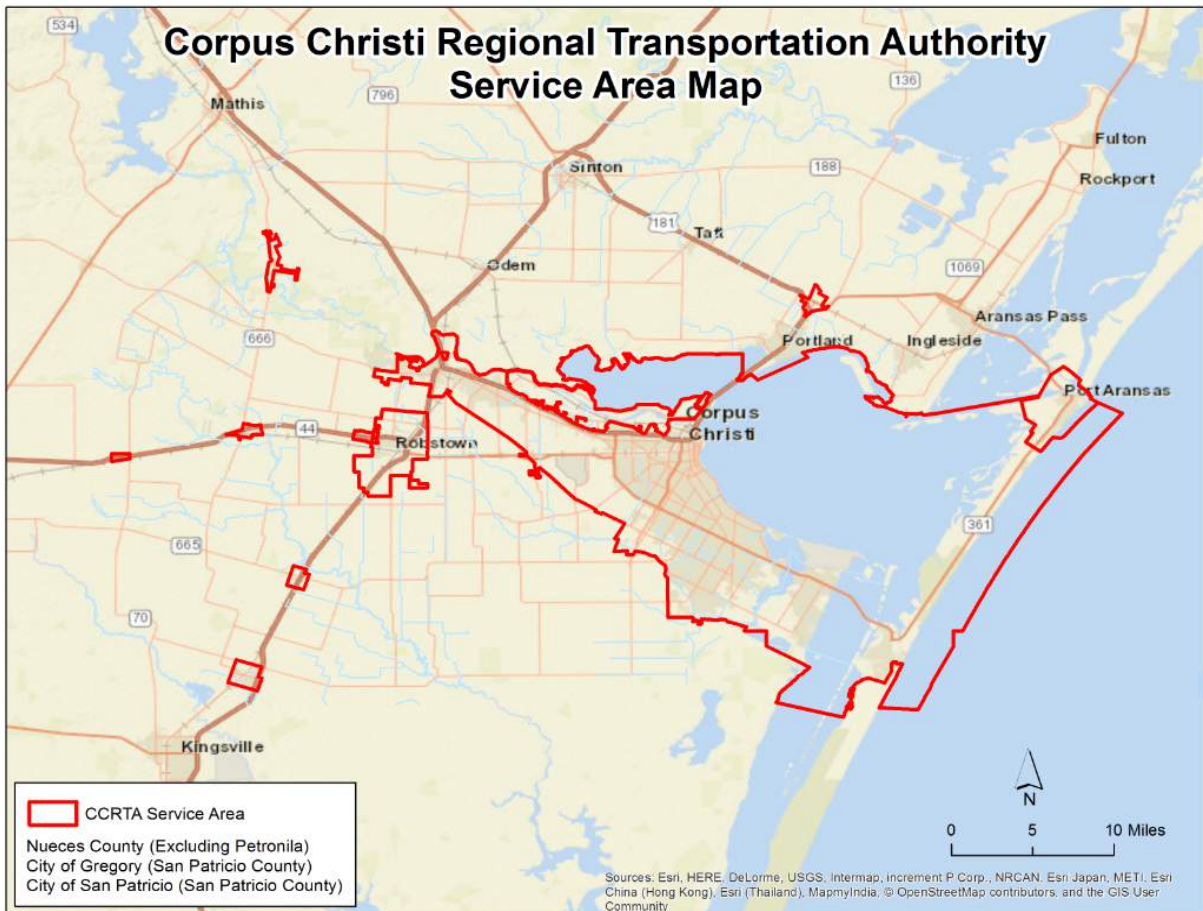 Corpus Christi Regional Transportation Authority
Service Area Map
534
136
796
Mathis
Fulton
Sinton
188
Rockport
181
Taft
Odem
1069
Aransas Pass
666
Portland
Ingleside
Port Aransas
Corpus
Christi
44
Robstown
361
665
70
Kingsville
N
0 5 10 Miles
CCRTA Service Area
Nueces County (Excluding Petronila)
City of Gregory (San Patricio County)
City of San Patricio (San Patricio County)
Sources: Esri, HERE, DeLorme, USGS, Intermap, increment P Corp., NRCAN, Esri Japan, METI, Esri
China (Hong Kong), Esri (Thailand), MapmyIndia, © OpenStreetMap contributors, and the GIS User
Community